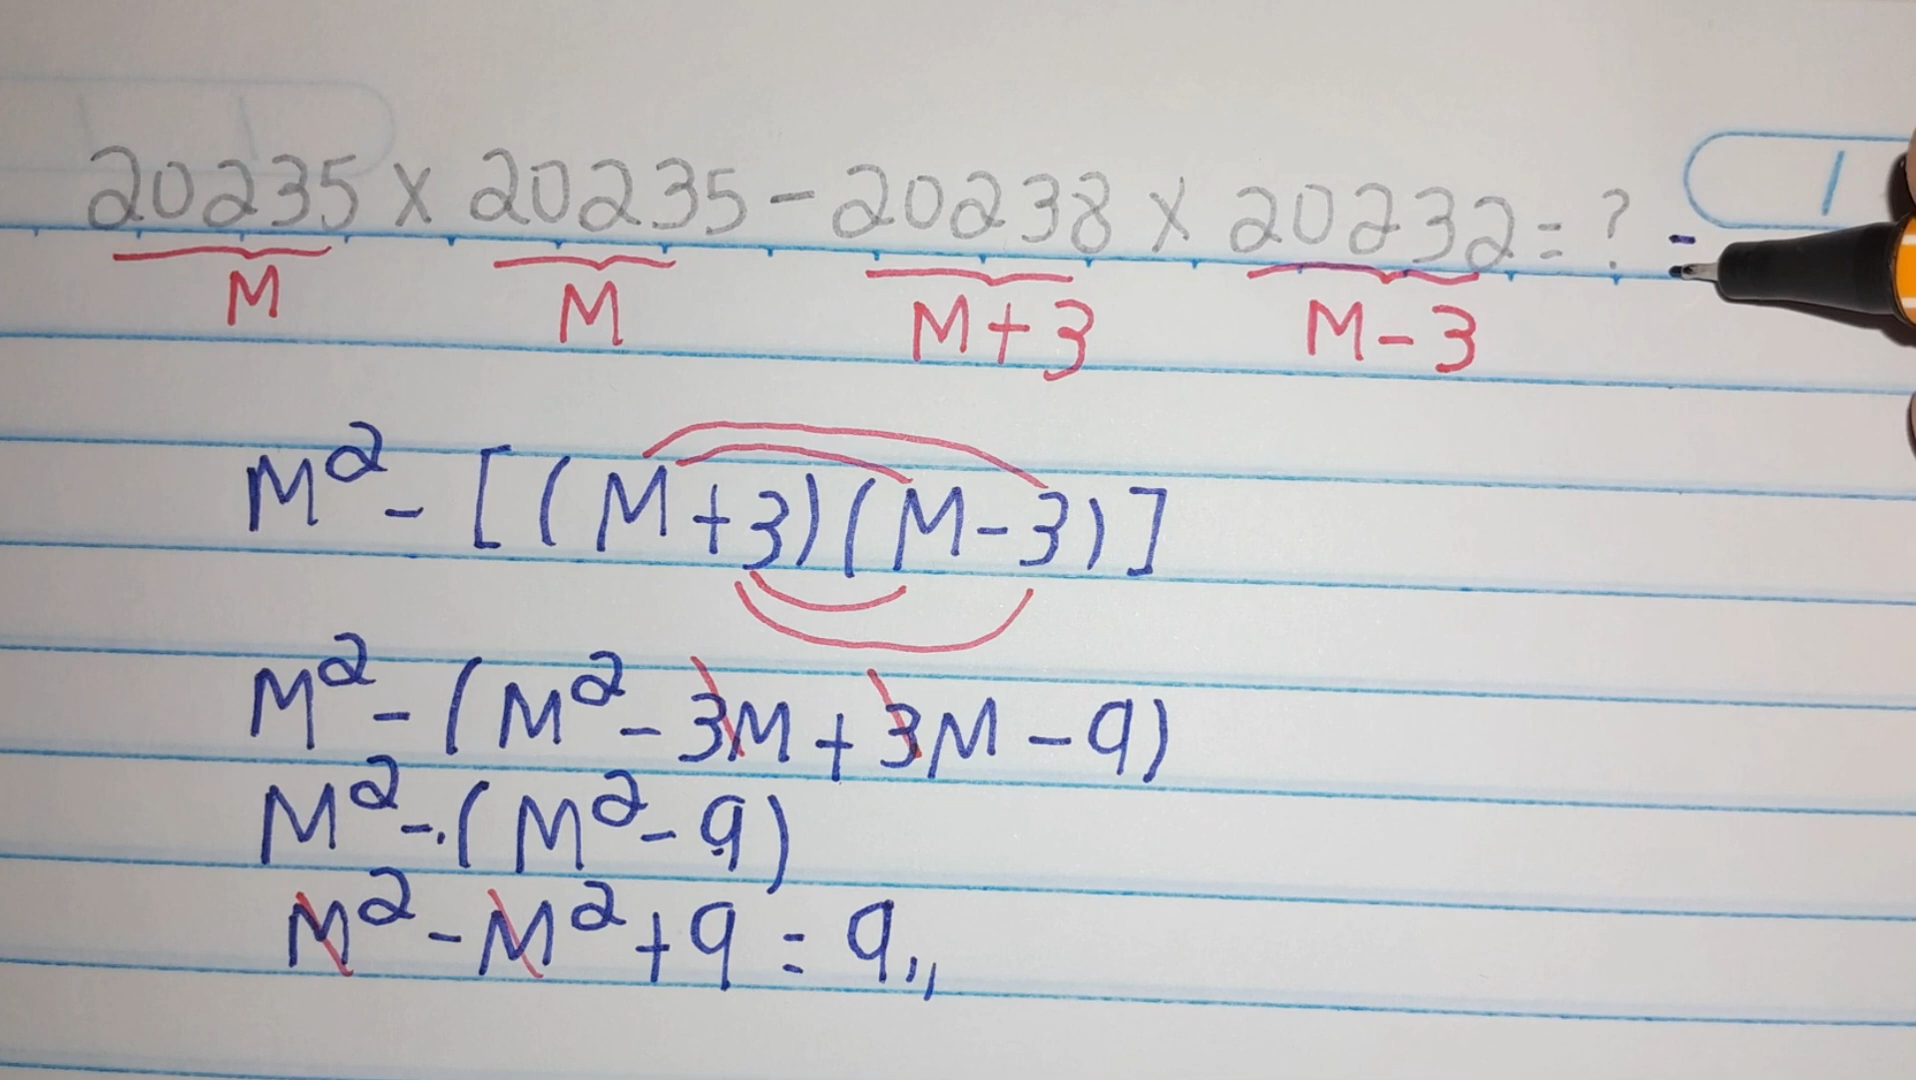 20235 x 20235 - 20238 x 20232 = ? =
M M M+3 M-3
M² - [(M+3)(M-3)]
M² - (M² - 3M + 3M - 9)
M² - (M² - 9)
M² - M² + 9 = 9,,